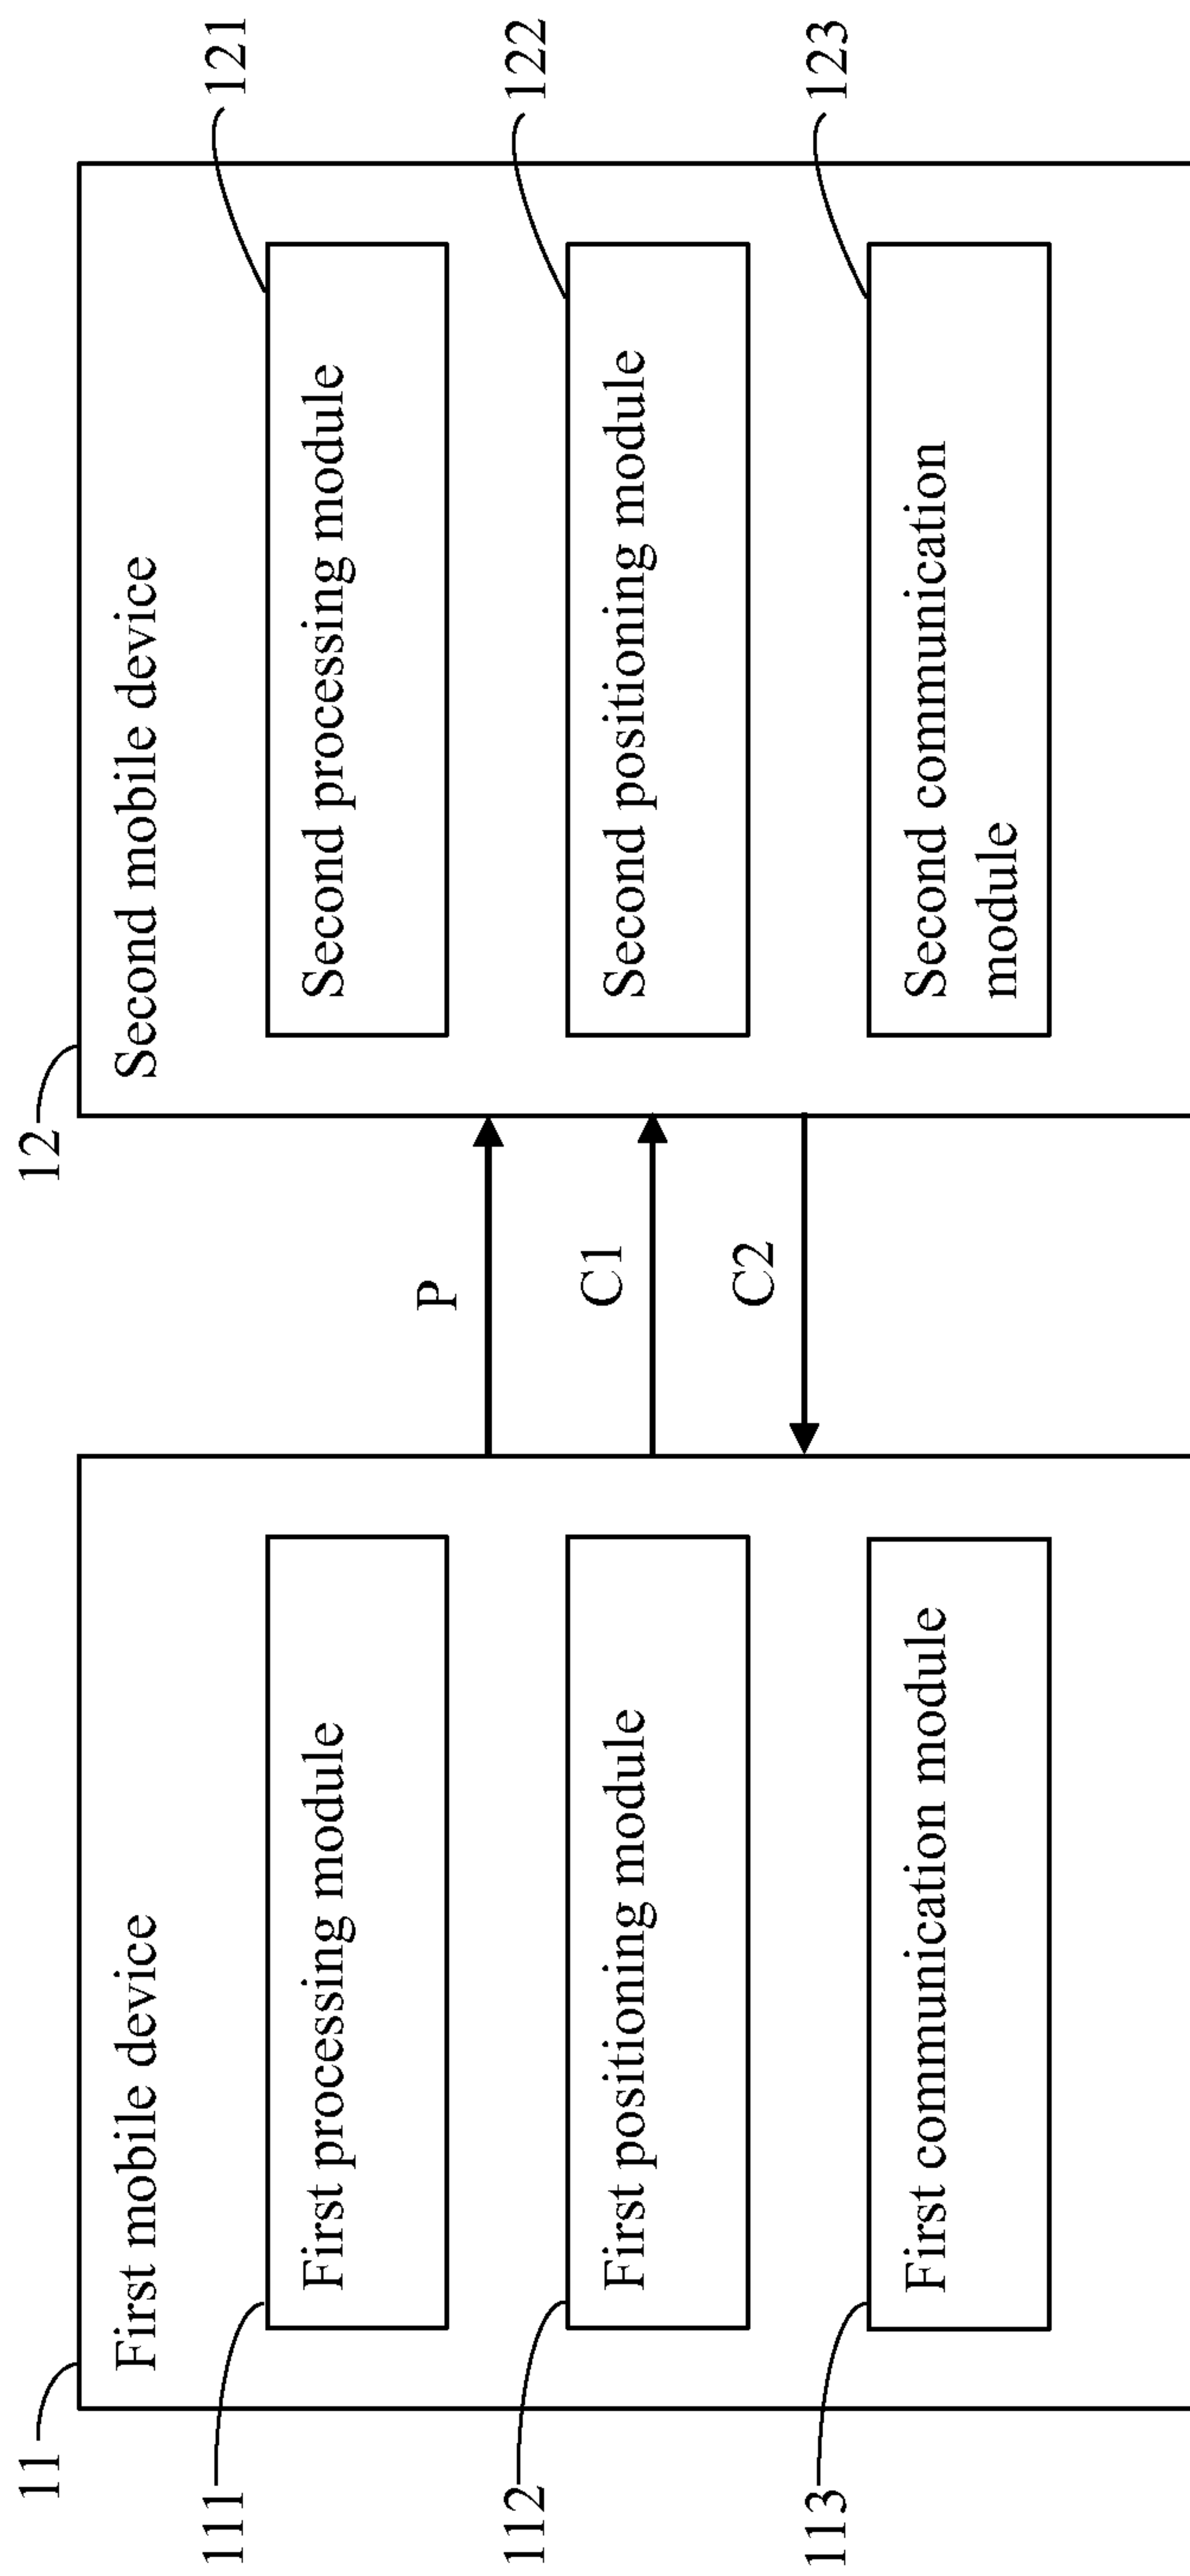 11
First mobile device
111
First processing module
112
First positioning module
113
First communication module
P
C1
C2
12
Second mobile device
121
Second processing module
122
Second positioning module
123
Second communication
module